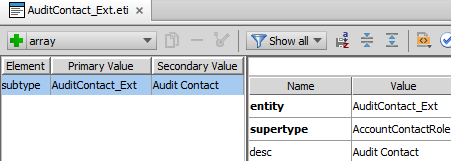 AuditContact_Ext.eti
array
Show all
Element Primary Value Secondary Value
subtype AuditContact_Ext Audit Contact
Name Value
entity AuditContact_Ext
supertype AccountContactRole
desc Audit Contact